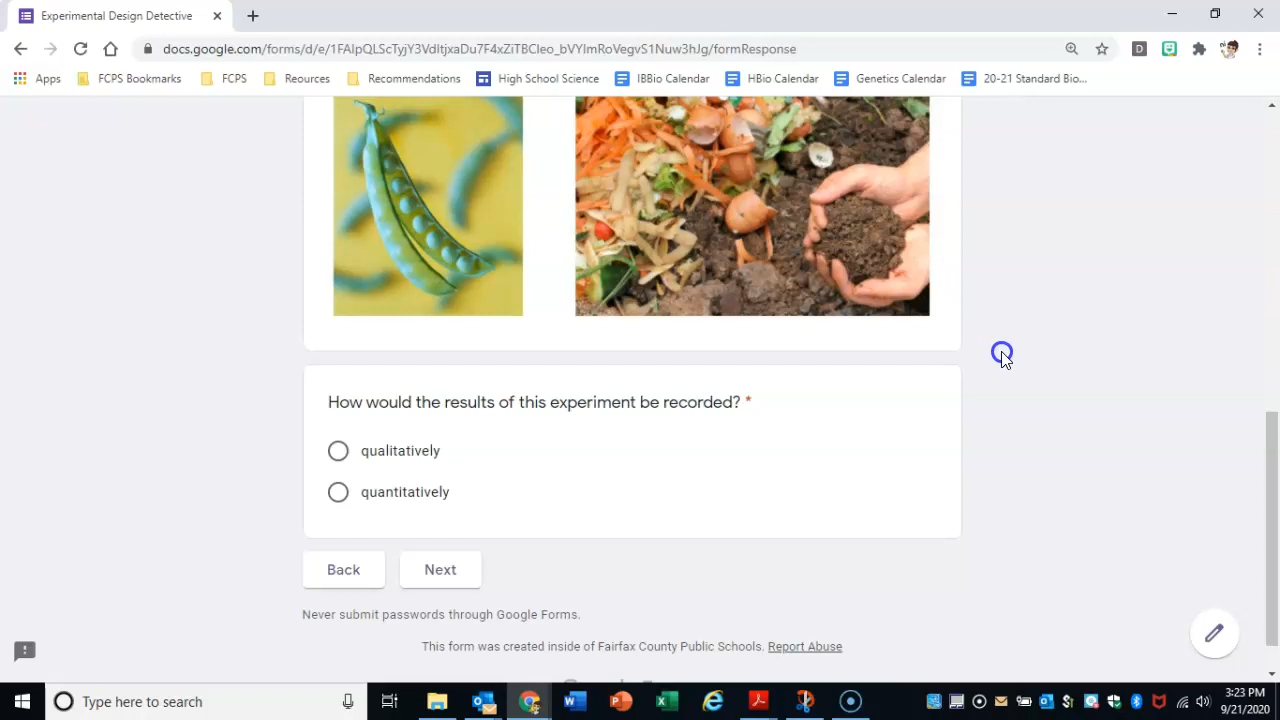 Experimental Design Detective
docs.google.com/forms/d/e/1FAIpQLScTyjY3VdItjxaDu7F4xZiTBCleo_bVYlmRoVegvS1Nuw3hJg/formResponse
Apps FCPS Bookmarks FCPS Reources Recommendations High School Science IBBio Calendar HBio Calendar Genetics Calendar 20-21 Standard Bio...
How would the results of this experiment be recorded? *
qualitatively
quantitatively
Back Next
Never submit passwords through Google Forms.
This form was created inside of Fairfax County Public Schools. Report Abuse
Type here to search
3:23 PM
9/21/2020